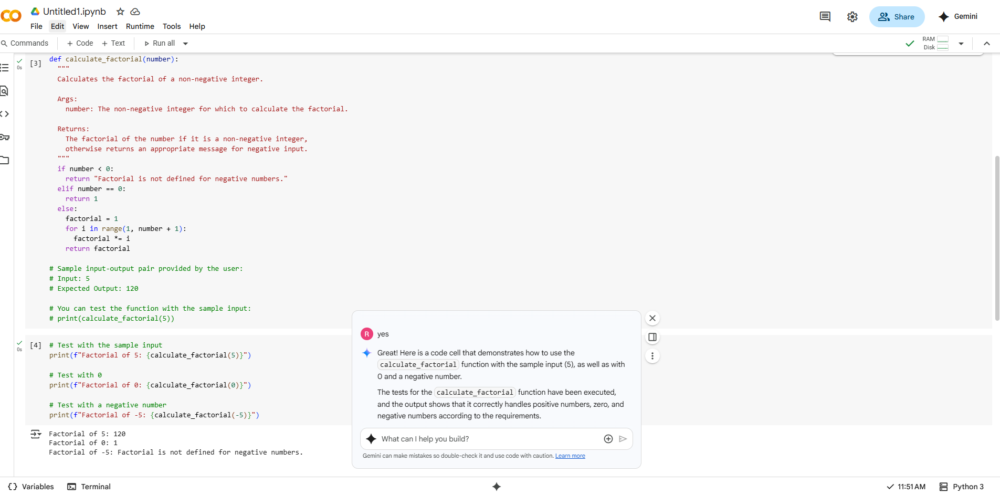 Untitled1.ipynb
File Edit View Insert Runtime Tools Help
Share
Gemini
Commands + Code + Text Run all
RAM
Disk
0s
[3]
def calculate_factorial(number):
"""
Calculates the factorial of a non-negative integer.
Args:
number: The non-negative integer for which to calculate the factorial.
Returns:
The factorial of the number if it is a non-negative integer,
otherwise returns an appropriate message for negative input.
"""
if number < 0:
return "Factorial is not defined for negative numbers."
elif number == 0:
return 1
else:
factorial = 1
for i in range(1, number + 1):
factorial *= i
return factorial
# Sample input-output pair provided by the user:
# Input: 5
# Expected Output: 120
# You can test the function with the sample input:
# print(calculate_factorial(5))
0s
[4]
# Test with the sample input
print(f"Factorial of 5: {calculate_factorial(5)}")
# Test with 0
print(f"Factorial of 0: {calculate_factorial(0)}")
# Test with a negative number
print(f"Factorial of -5: {calculate_factorial(-5)}")
Factorial of 5: 120
Factorial of 0: 1
Factorial of -5: Factorial is not defined for negative numbers.
R yes
Great! Here is a code cell that demonstrates how to use the
calculate_factorial function with the sample input (5), as well as with
0 and a negative number.
The tests for the calculate_factorial function have been executed,
and the output shows that it correctly handles positive numbers, zero, and
negative numbers according to the requirements.
What can I help you build?
Gemini can make mistakes so double-check it and use code with caution. Learn more
Variables Terminal
11:51 AM Python 3